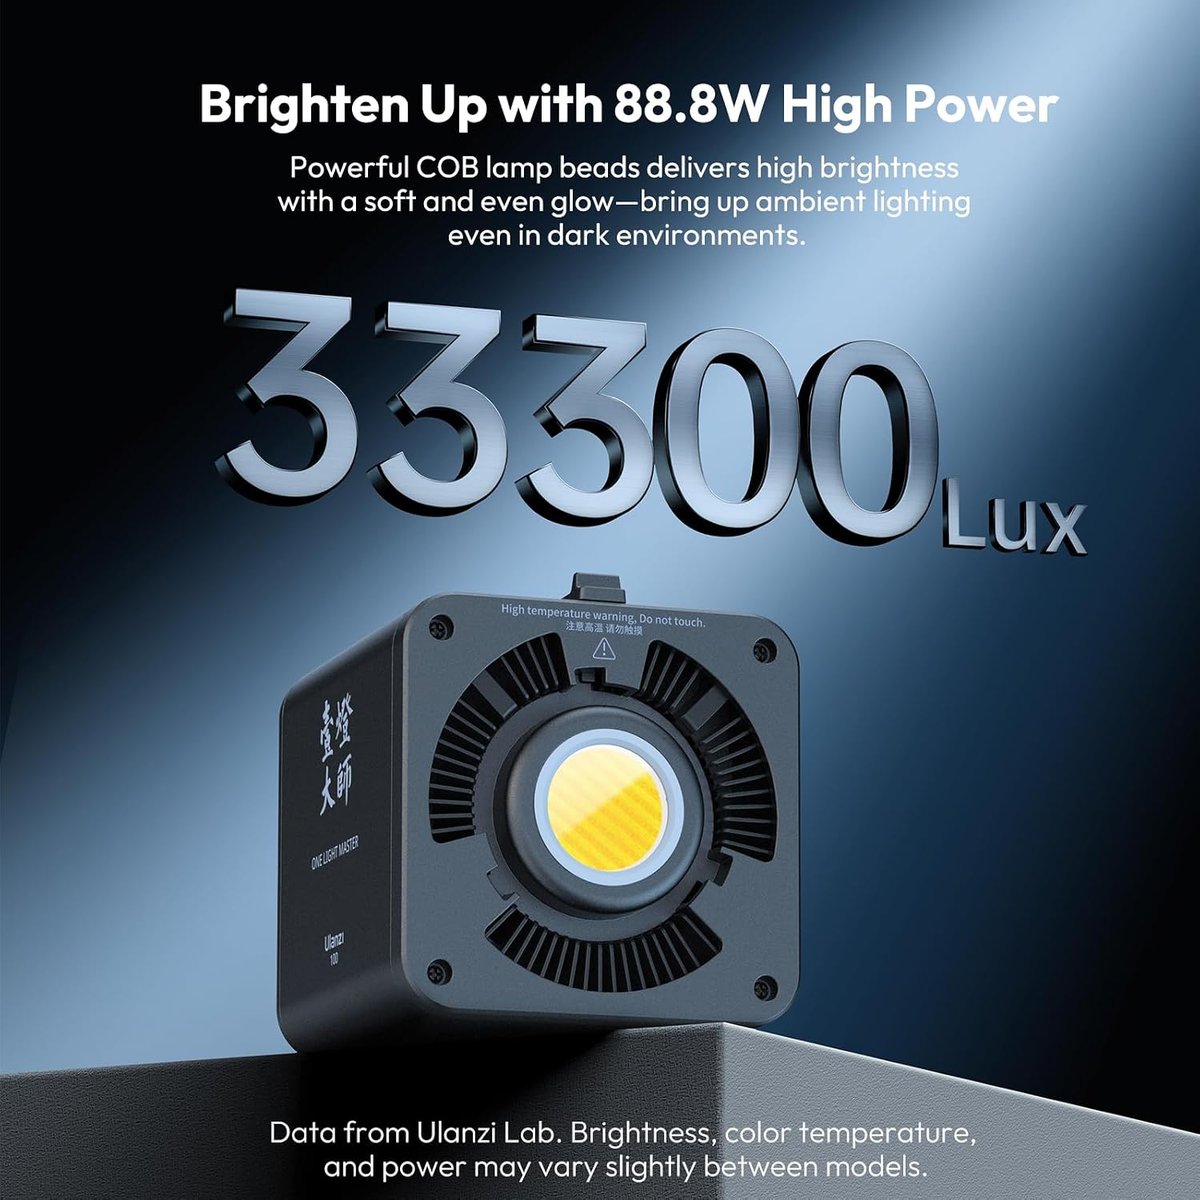 Brighten Up with 88.8W High Power
Powerful COB lamp beads delivers high brightness
with a soft and even glow—bring up ambient lighting
even in dark environments.
33300 Lux
High temperature warning, Do not touch.
注意高温 请勿触摸
壹燈
大師
ONE LIGHT MASTER
Ulanzi
100
Data from Ulanzi Lab. Brightness, color temperature,
and power may vary slightly between models.